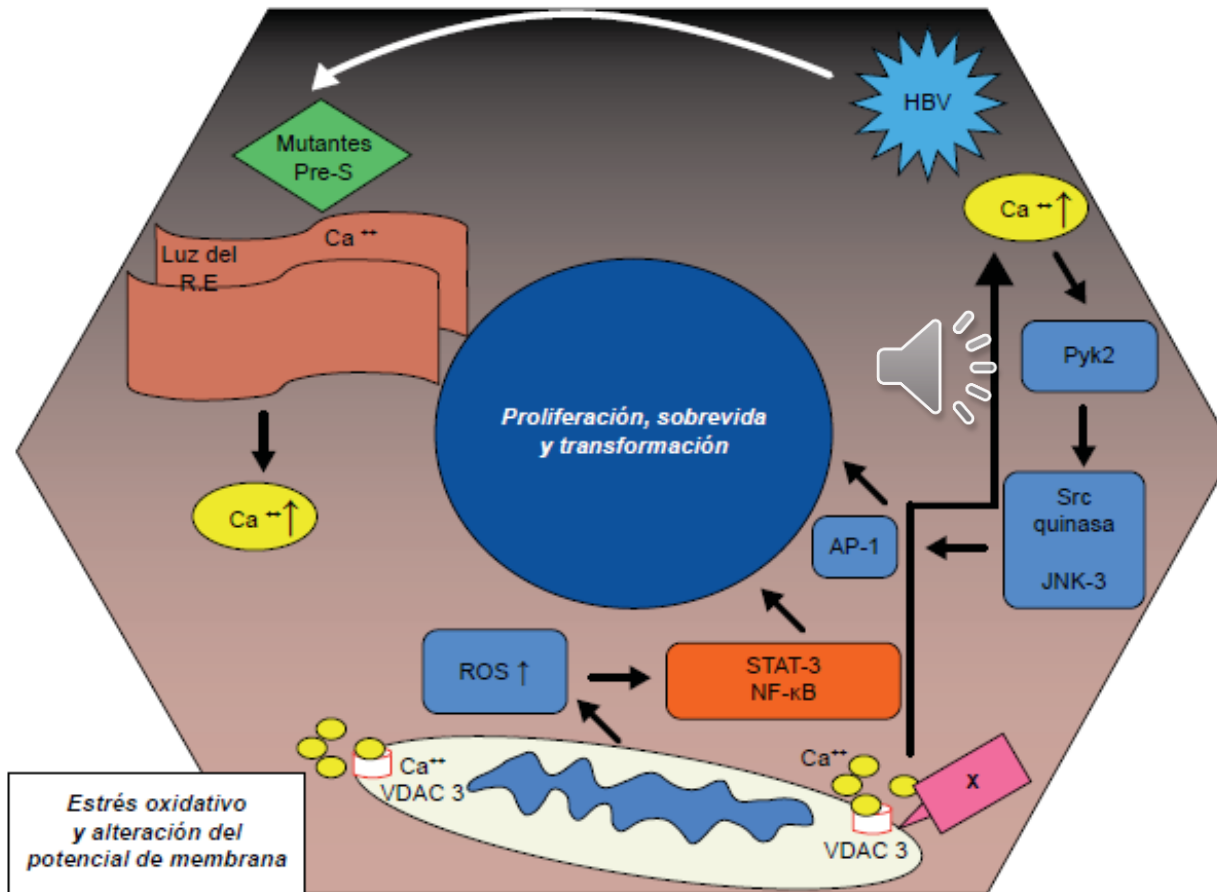 HBV
Mutantes
Pre-S
Ca ++ ↑
Luz del
R.E
Ca ++
Pyk2
Proliferación, sobrevida
y transformación
Src
quinasa
JNK-3
Ca ++ ↑
AP-1
ROS ↑
STAT-3
NF-κB
Ca++
VDAC 3
Ca++
X
VDAC 3
Estrés oxidativo
y alteración del
potencial de membrana